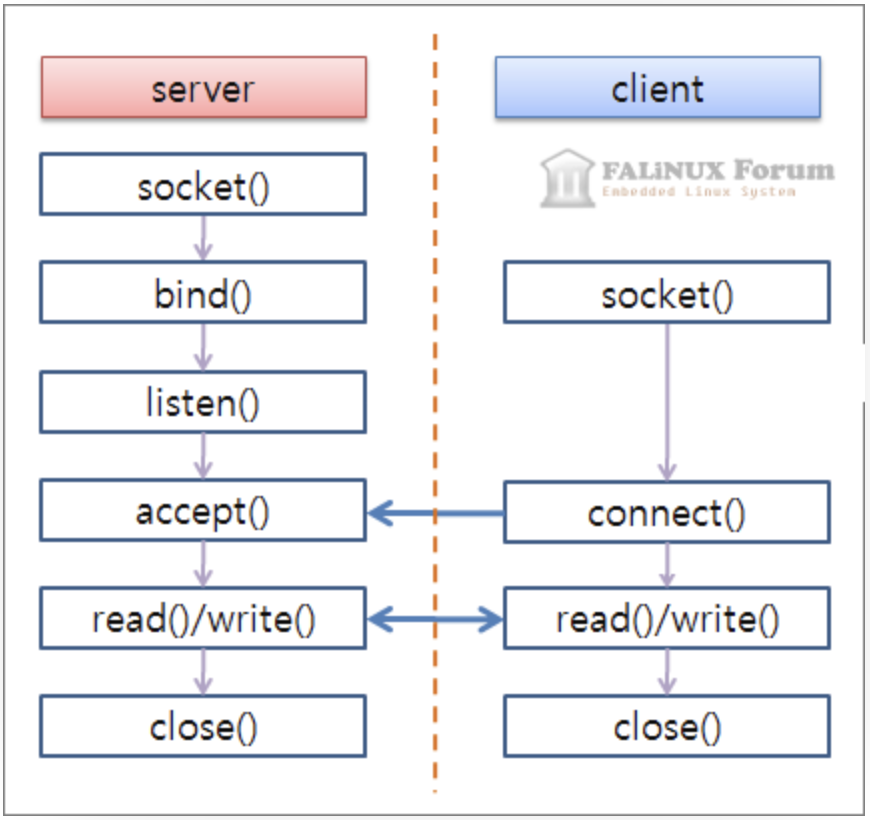 server
socket()
bind()
listen()
accept()
read()/write()
close()
client
FALiNUX Forum
Embedded Linux System
socket()
connect()
read()/write()
close()